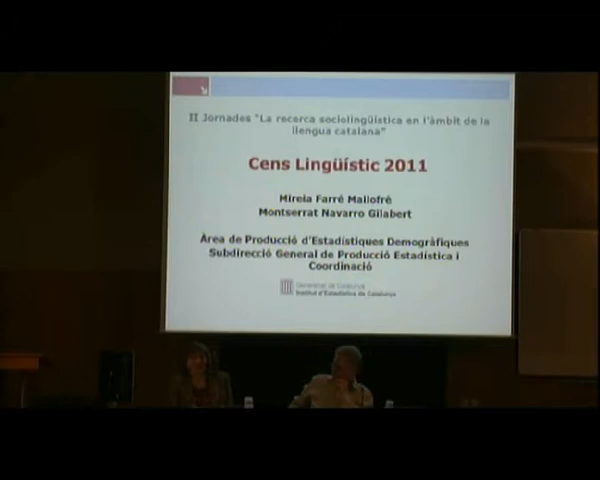 II Jornades "La recerca sociolingüística en l'àmbit de la
llengua catalana"
Cens Lingüístic 2011
Mireia Farré Mallofré
Montserrat Navarro Gilabert
Àrea de Producció d'Estadístiques Demogràfiques
Subdirecció General de Producció Estadística i
Coordinació
Generalitat de Catalunya
Institut d'Estadística de Catalunya